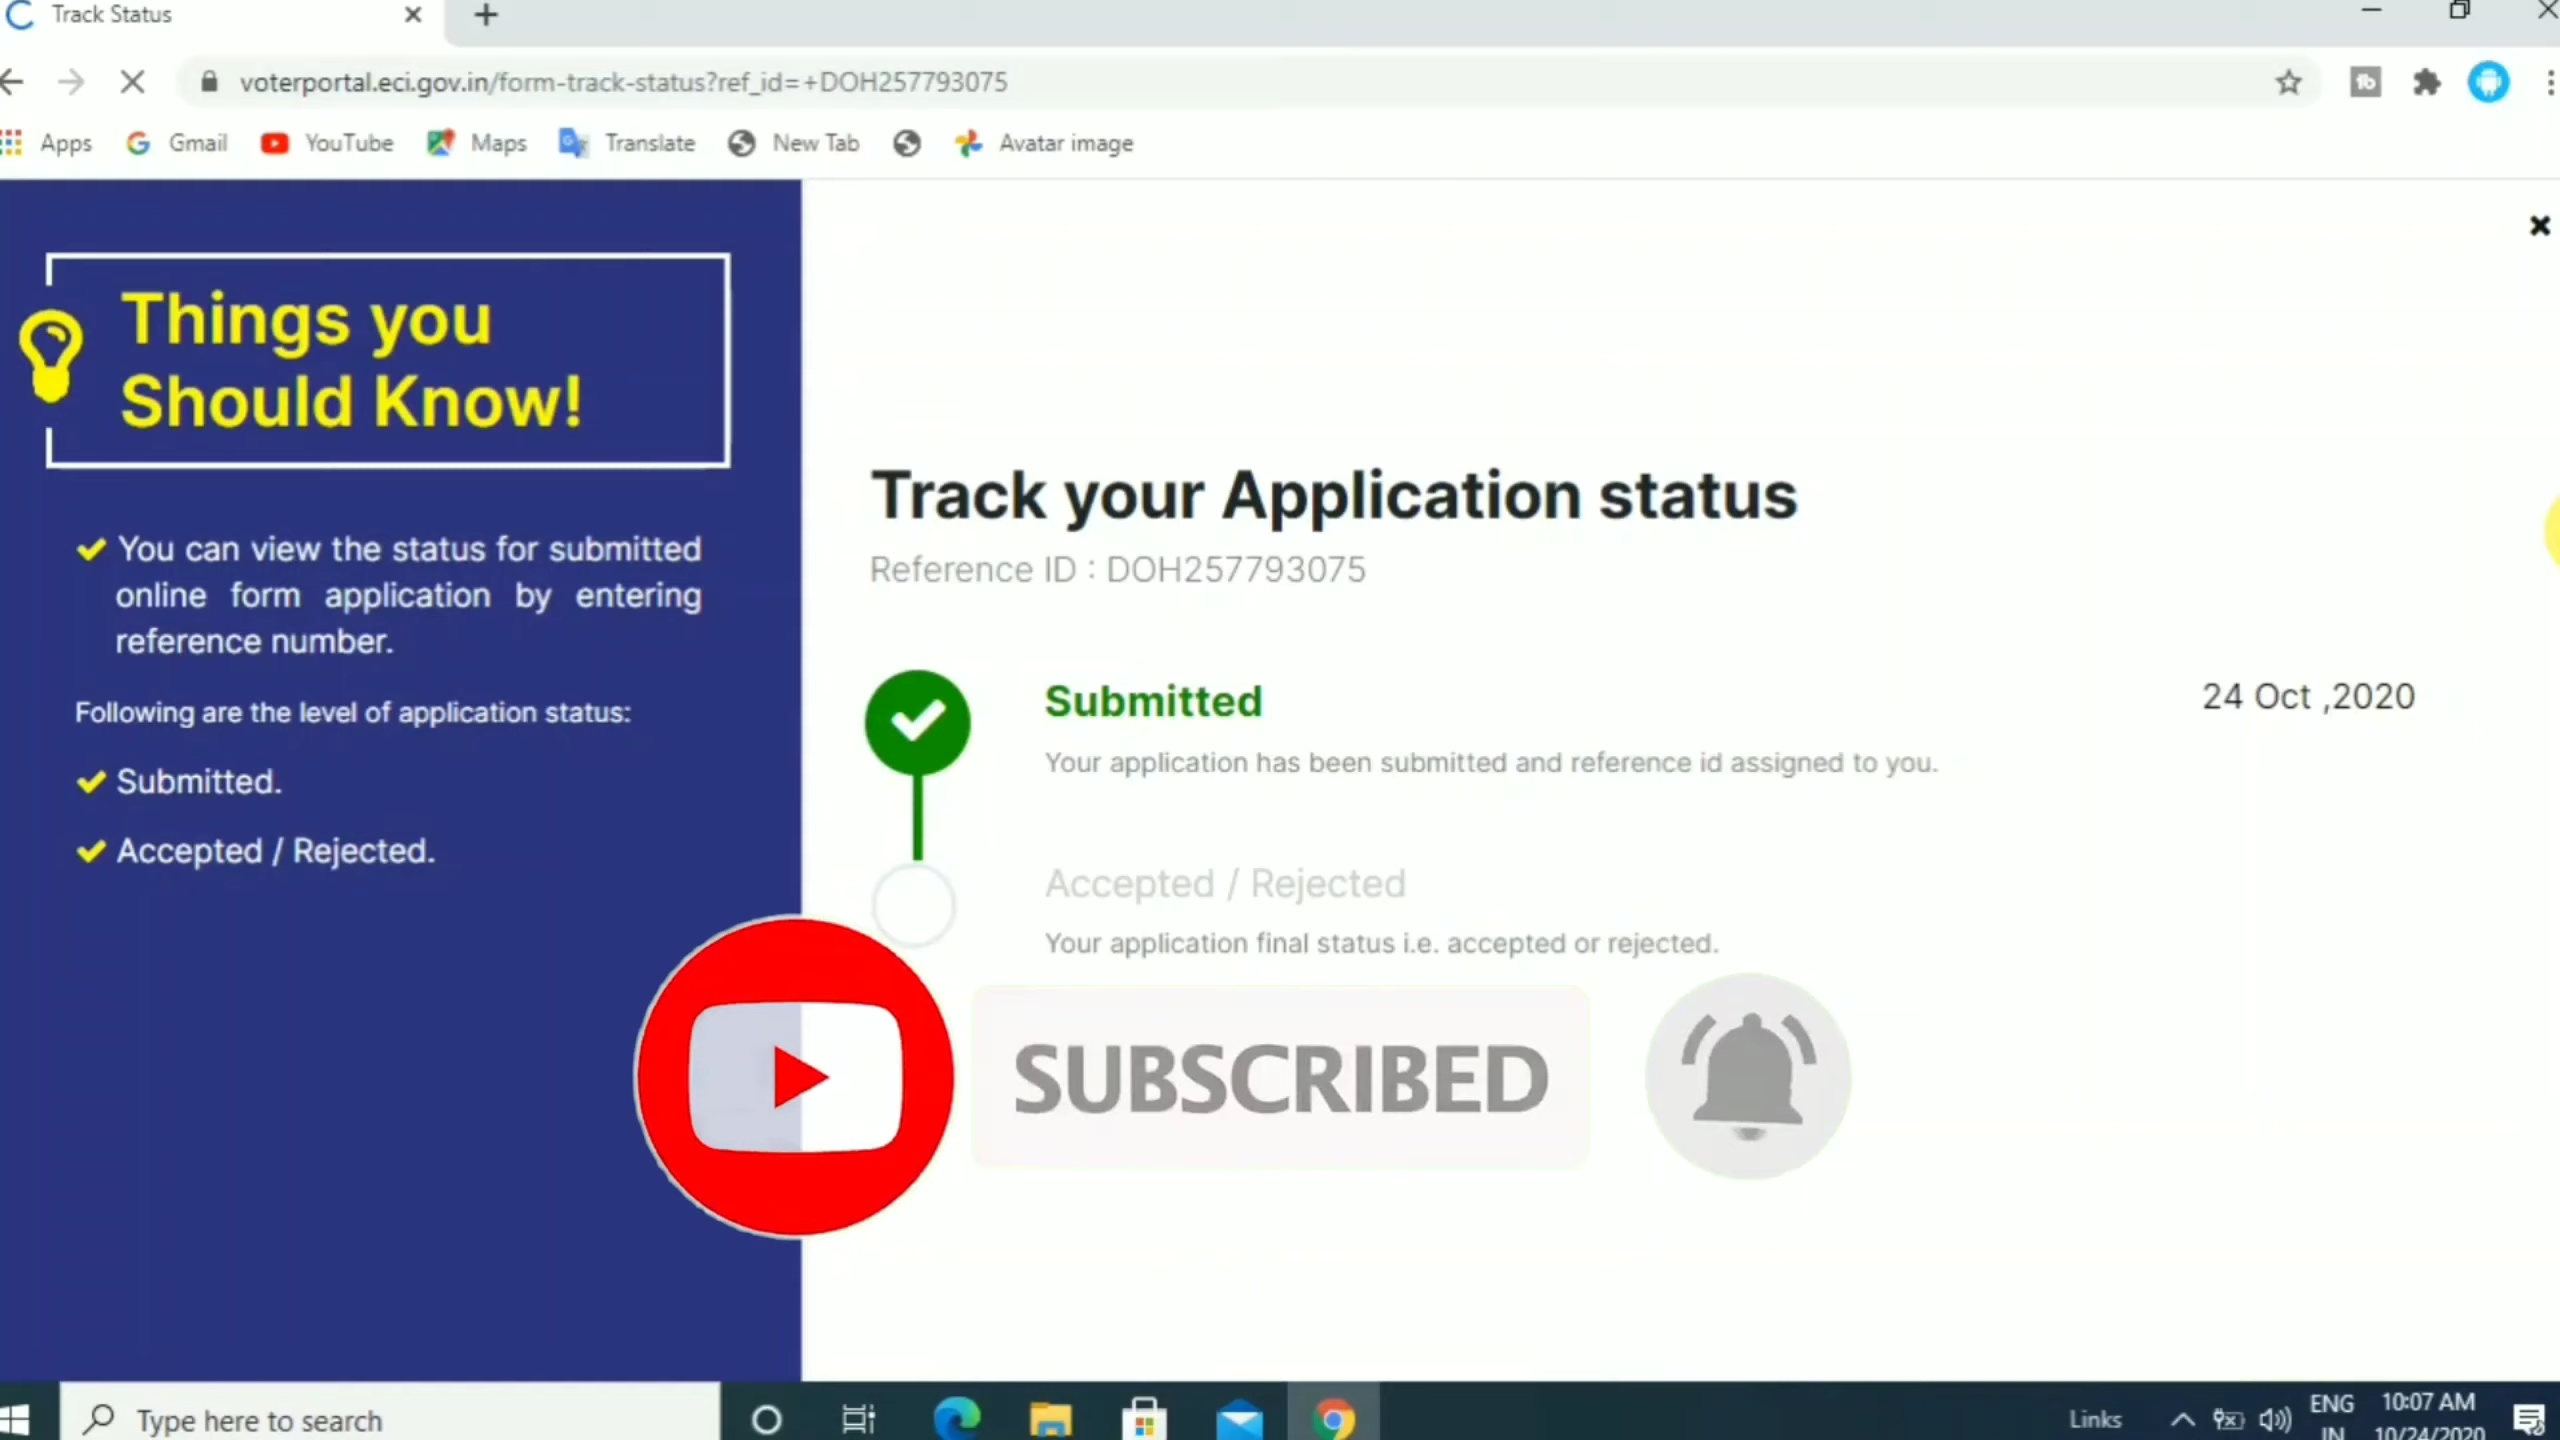 Track Status
voterportal.eci.gov.in/form-track-status?ref_id=+DOH257793075
Apps Gmail YouTube Maps Translate New Tab Avatar image
Things you
Should Know!
You can view the status for submitted
online form application by entering
reference number.
Following are the level of application status:
Submitted.
Accepted / Rejected.
Track your Application status
Reference ID : DOH257793075
Submitted
24 Oct ,2020
Your application has been submitted and reference id assigned to you.
Accepted / Rejected
Your application final status i.e. accepted or rejected.
SUBSCRIBED
Type here to search
Links
ENG
IN
10:07 AM
10/24/2020